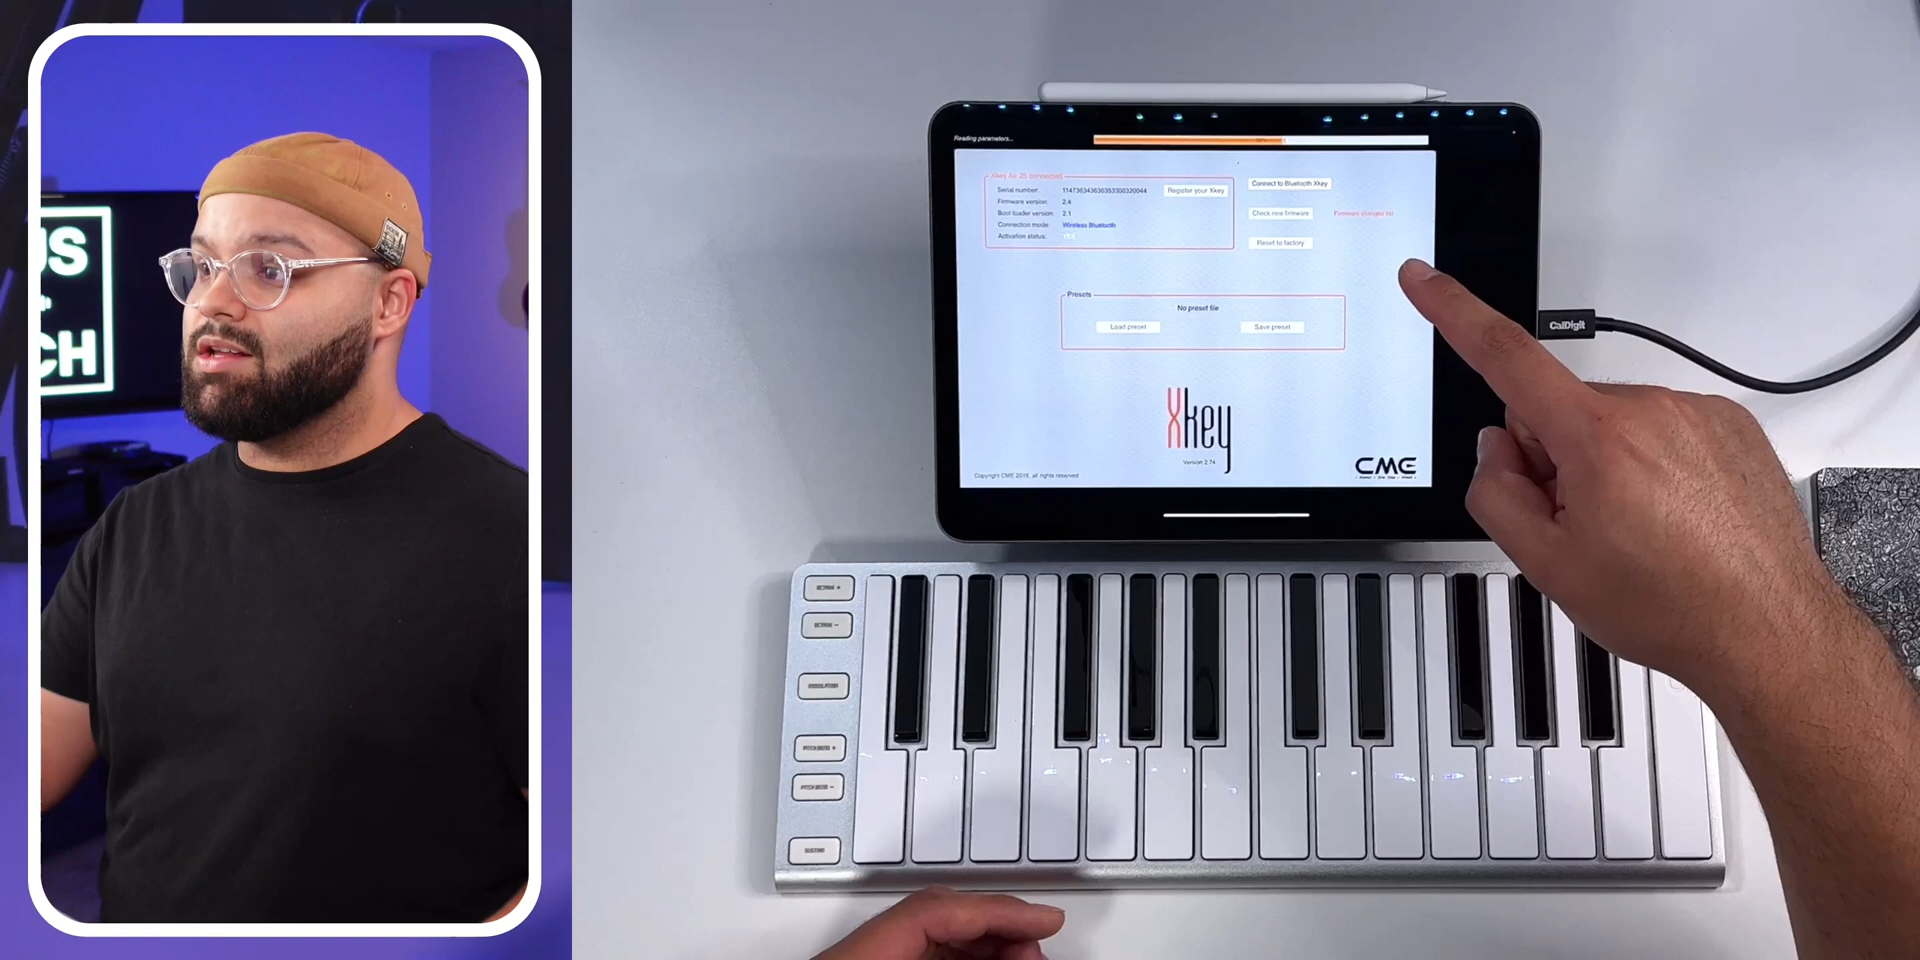 US
CH
Reading parameters...
Xkey Air 25 connected
Serial number:
Register your Xkey
Firmware version: 2.4
Boot loader version: 2.1
Connection mode: Wireless Bluetooth
Activation status: YES
Connect to Bluetooth Xkey
Check new firmware
Firmware changes list
Reset to factory
Presets
No preset file
Load preset
Save preset
Xkey
Version 2.74
Copyright CME 2018, all rights reserved
CME
CalDigit
OCTAVE +
OCTAVE -
MODULATION
PITCH BEND +
PITCH BEND -
SUSTAIN